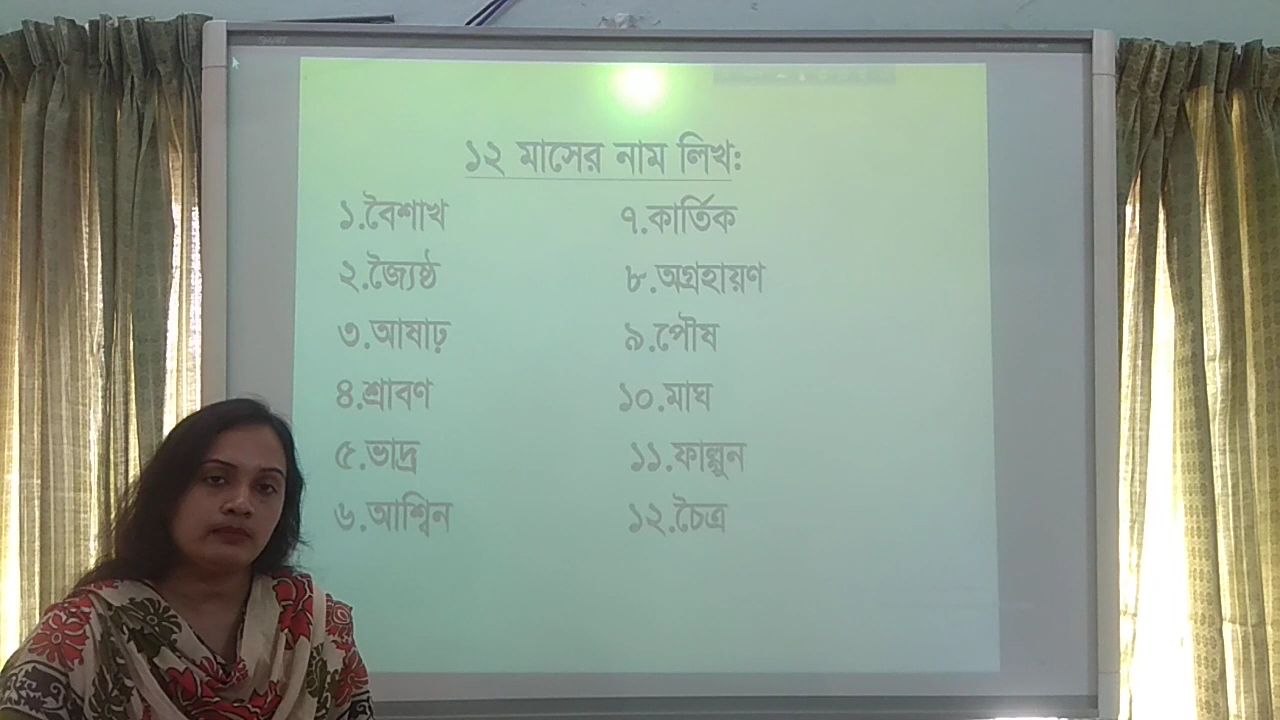 ১২ মাসের নাম লিখঃ
১.বৈশাখ
২.জ্যৈষ্ঠ
৩.আষাঢ়
৪.শ্রাবণ
৫.ভাদ্র
৬.আশ্বিন
৭.কার্তিক
৮.অগ্রহায়ণ
৯.পৌষ
১০.মাঘ
১১.ফাল্গুন
১২.চৈত্র